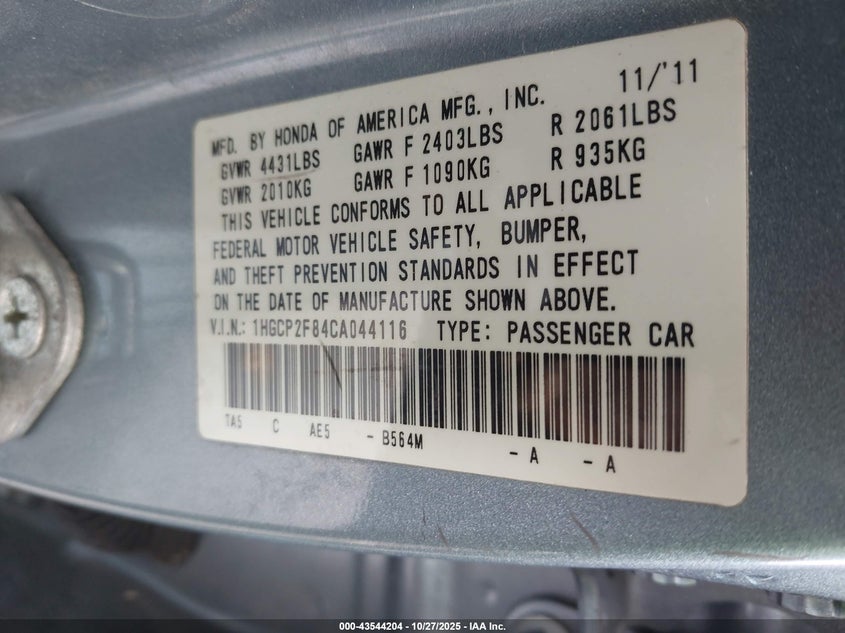 MFD. BY HONDA OF AMERICA MFG., INC. 11/'11
GVWR 4431LBS GAWR F 2403LBS R 2061LBS
GVWR 2010KG GAWR F 1090KG R 935KG
THIS VEHICLE CONFORMS TO ALL APPLICABLE
FEDERAL MOTOR VEHICLE SAFETY, BUMPER,
AND THEFT PREVENTION STANDARDS IN EFFECT
ON THE DATE OF MANUFACTURE SHOWN ABOVE.
V.I.N.: 1HGCP2F84CA044116 TYPE: PASSENGER CAR
TA5 C AE5 - B564M - A - A
000-43544204 | 10/27/2025 - IAA Inc.